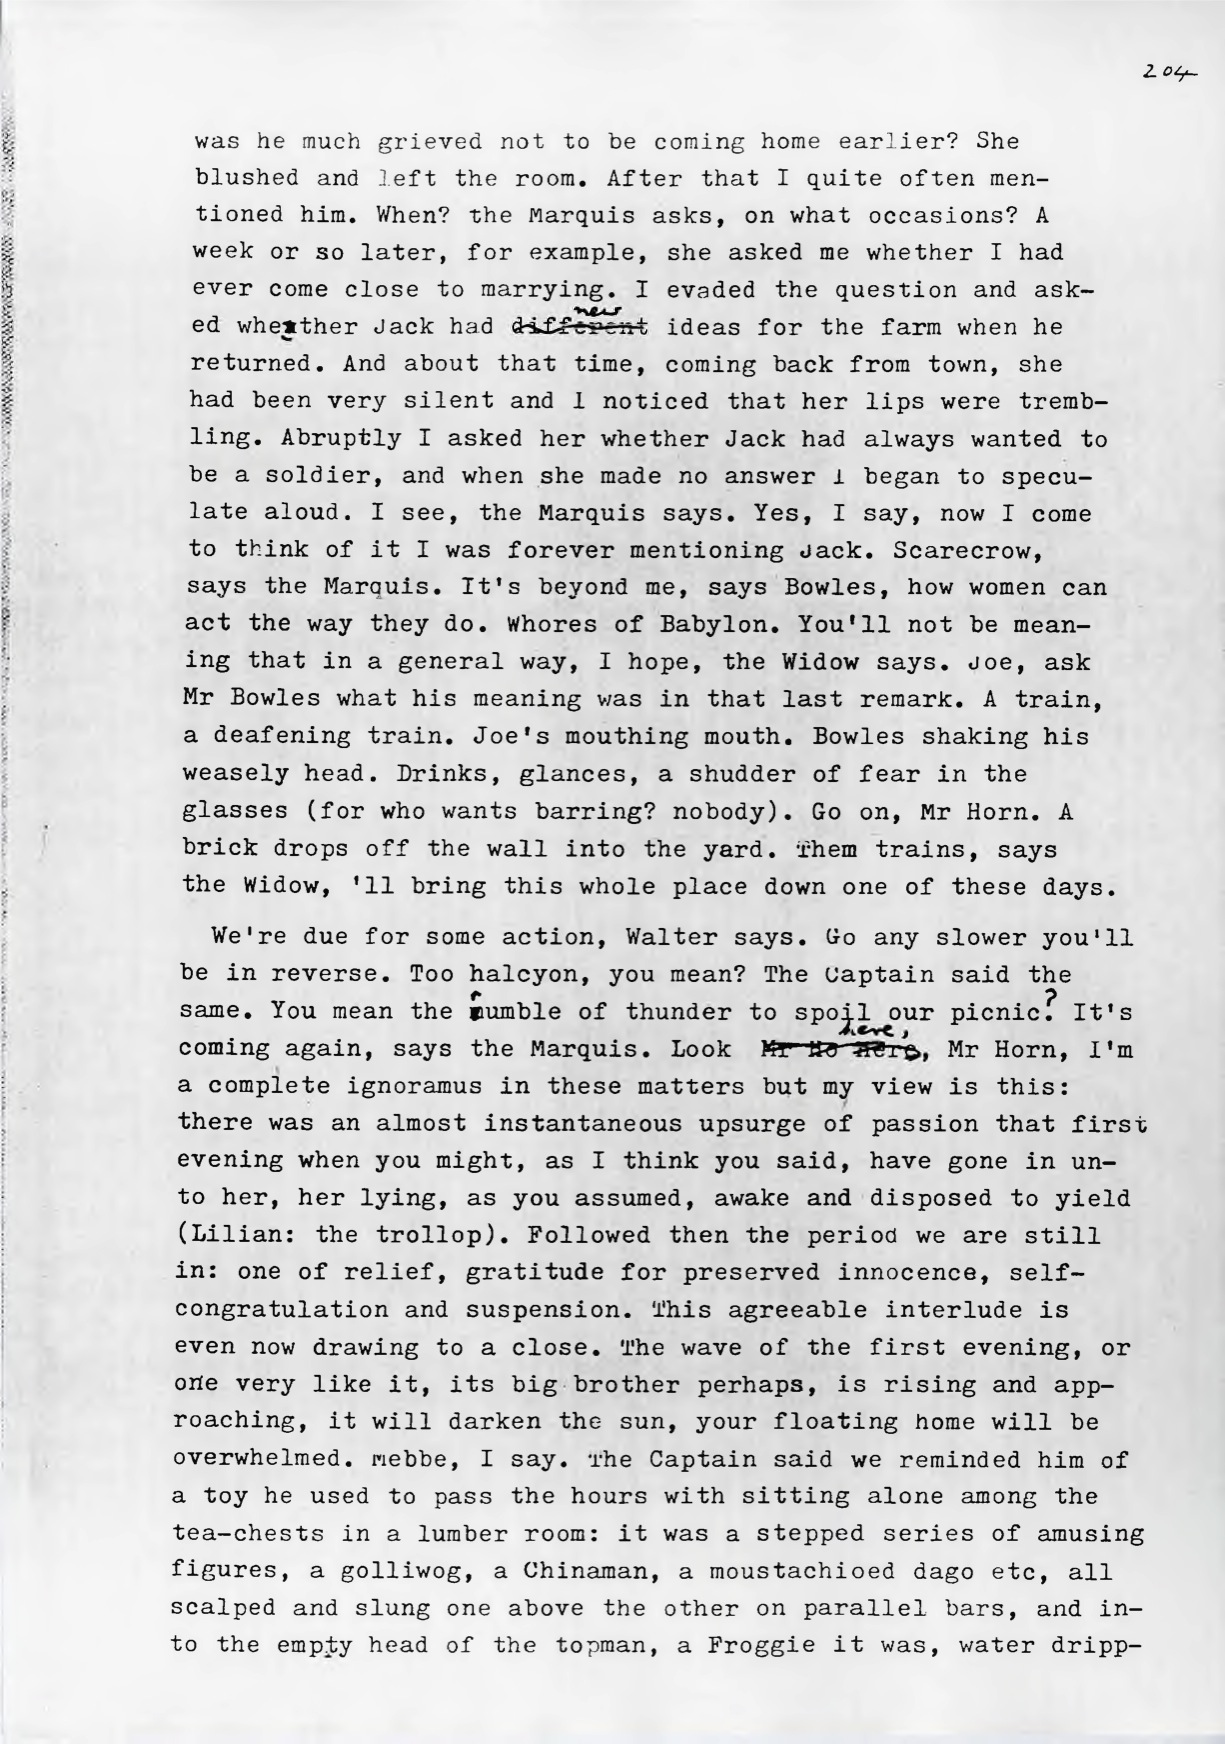 204
was he much grieved not to be coming home earlier? She
blushed and left the room. After that I quite often men-
tioned him. When? the Marquis asks, on what occasions? A
week or so later, for example, she asked me whether I had
ever come close to marrying. I evaded the question and ask-
new
ed whether Jack had different ideas for the farm when he
returned. And about that time, coming back from town, she
had been very silent and I noticed that her lips were tremb-
ling. Abruptly I asked her whether Jack had always wanted to
be a soldier, and when she made no answer I began to specu-
late aloud. I see, the Marquis says. Yes, I say, now I come
to think of it I was forever mentioning Jack. Scarecrow,
says the Marquis. It's beyond me, says Bowles, how women can
act the way they do. Whores of Babylon. You'll not be mean-
ing that in a general way, I hope, the Widow says. Joe, ask
Mr Bowles what his meaning was in that last remark. A train,
a deafening train. Joe's mouthing mouth. Bowles shaking his
weasely head. Drinks, glances, a shudder of fear in the
glasses (for who wants barring? nobody). Go on, Mr Horn. A
brick drops off the wall into the yard. Them trains, says
the Widow, 'll bring this whole place down one of these days.
We're due for some action, Walter says. Go any slower you'll
be in reverse. Too halcyon, you mean? The Captain said the
same. You mean the rumble of thunder to spoil our picnic? It's
here,
coming again, says the Marquis. Look Mr Ho here, Mr Horn, I'm
a complete ignoramus in these matters but my view is this:
there was an almost instantaneous upsurge of passion that first
evening when you might, as I think you said, have gone in un-
to her, her lying, as you assumed, awake and disposed to yield
(Lilian: the trollop). Followed then the period we are still
in: one of relief, gratitude for preserved innocence, self-
congratulation and suspension. This agreeable interlude is
even now drawing to a close. The wave of the first evening, or
one very like it, its big brother perhaps, is rising and app-
roaching, it will darken the sun, your floating home will be
overwhelmed. Mebbe, I say. The Captain said we reminded him of
a toy he used to pass the hours with sitting alone among the
tea-chests in a lumber room: it was a stepped series of amusing
figures, a golliwog, a Chinaman, a moustachioed dago etc, all
scalped and slung one above the other on parallel bars, and in-
to the empty head of the topman, a Froggie it was, water dripp-